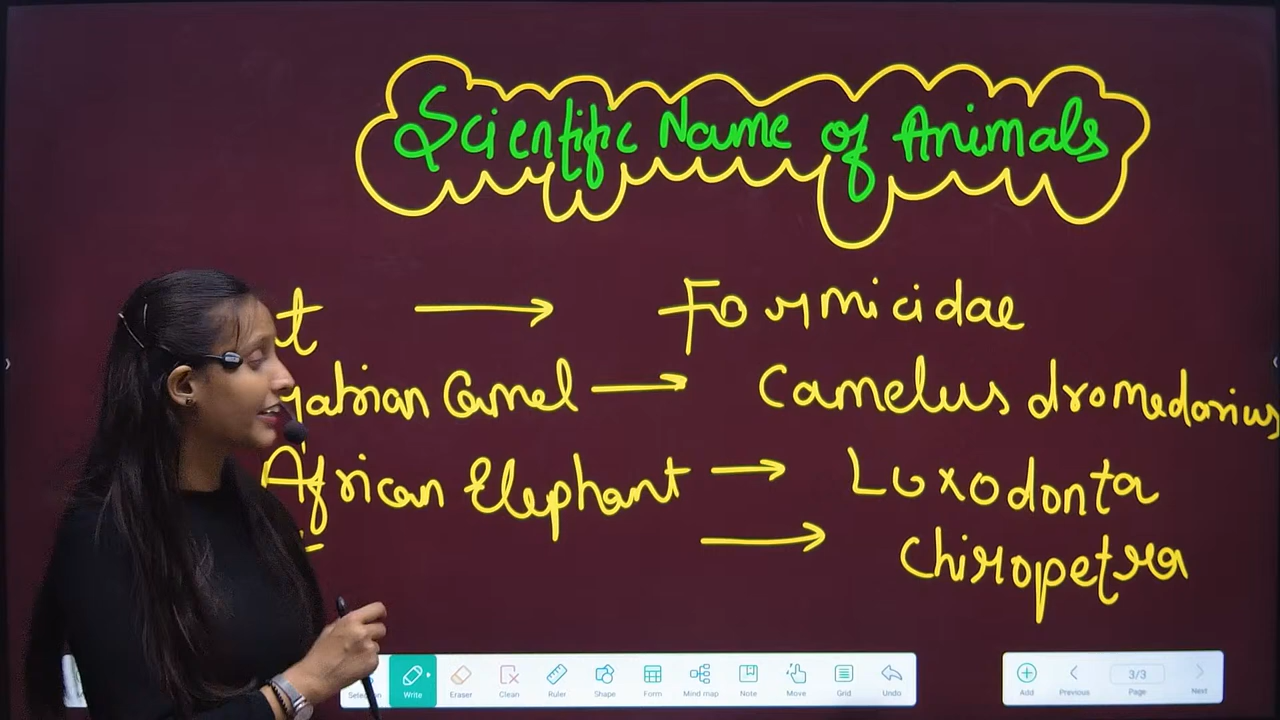 Scientific Name of Animals
t → Formicidae
rabian Camel → Camelus dromedarius
African Elephant → Loxodonta
→ Chiropetra
Write
Eraser
Clean
Ruler
Shape
Form
Mind map
Note
Move
Grid
Undo
Add
Previous
3/3
Page
Next